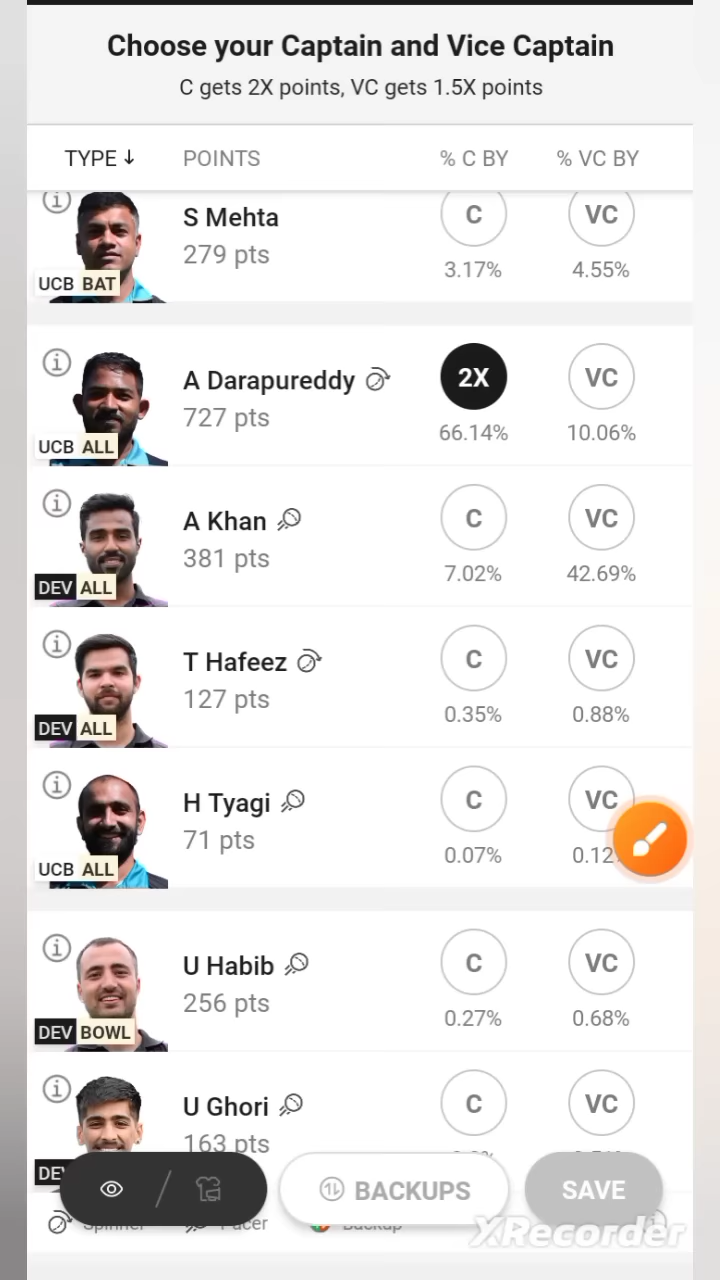 Choose your Captain and Vice Captain
C gets 2X points, VC gets 1.5X points
TYPE ↓ POINTS % C BY % VC BY
S Mehta C VC
279 pts 3.17% 4.55%
UCB BAT
A Darapureddy 2X VC
727 pts 66.14% 10.06%
UCB ALL
A Khan C VC
381 pts 7.02% 42.69%
DEV ALL
T Hafeez C VC
127 pts 0.35% 0.88%
DEV ALL
H Tyagi C VC
71 pts 0.07% 0.12
UCB ALL
U Habib C VC
256 pts 0.27% 0.68%
DEV BOWL
U Ghori C VC
163 pts
BACKUPS SAVE
Spinner Pacer Backup
XRecorder